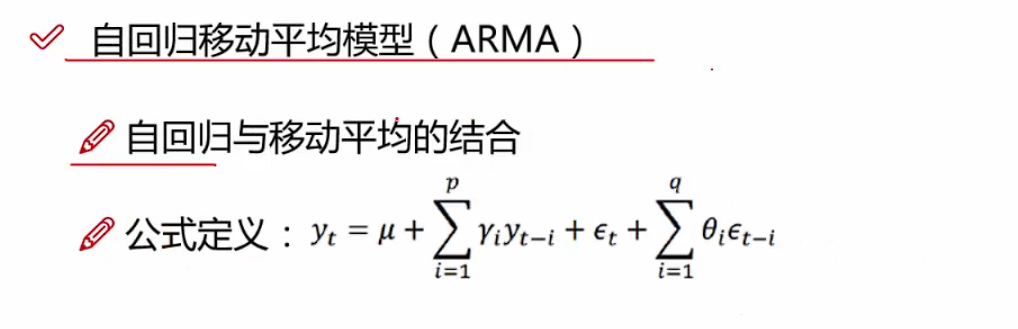 自回归移动平均模型（ARMA）
自回归与移动平均的结合
公式定义：$y_t = \mu + \sum_{i=1}^{p} \gamma_i y_{t-i} + \epsilon_t + \sum_{i=1}^{q} \theta_i \epsilon_{t-i}$